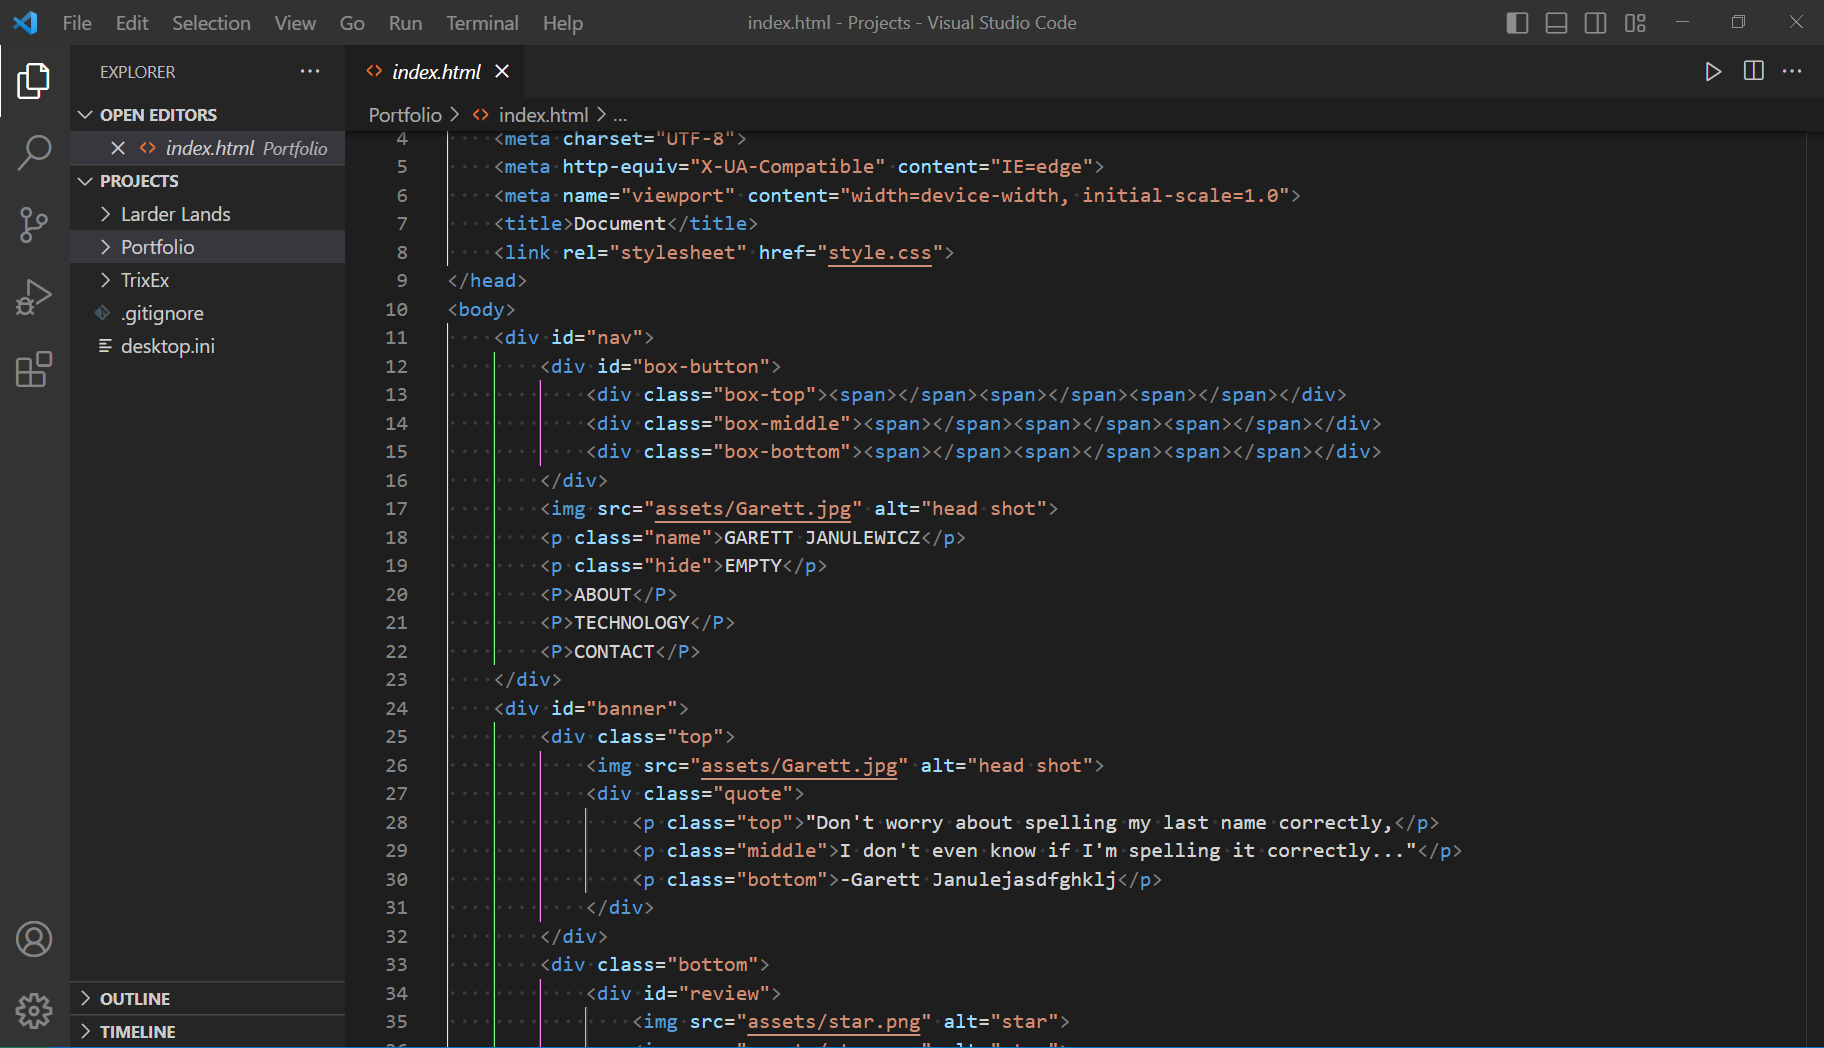 File Edit Selection View Go Run Terminal Help
index.html - Projects - Visual Studio Code
EXPLORER
OPEN EDITORS
index.html Portfolio
PROJECTS
Larder Lands
Portfolio
TrixEx
.gitignore
desktop.ini
OUTLINE
TIMELINE
index.html
Portfolio > <> index.html > ...
4 <meta charset="UTF-8">
5 <meta http-equiv="X-UA-Compatible" content="IE=edge">
6 <meta name="viewport" content="width=device-width, initial-scale=1.0">
7 <title>Document</title>
8 <link rel="stylesheet" href="style.css">
9 </head>
10 <body>
11 <div id="nav">
12 <div id="box-button">
13 <div class="box-top"><span></span><span></span><span></span></div>
14 <div class="box-middle"><span></span><span></span><span></span></div>
15 <div class="box-bottom"><span></span><span></span><span></span></div>
16 </div>
17 <img src="assets/Garett.jpg" alt="head shot">
18 <p class="name">GARETT JANULEWICZ</p>
19 <p class="hide">EMPTY</p>
20 <P>ABOUT</P>
21 <P>TECHNOLOGY</P>
22 <P>CONTACT</P>
23 </div>
24 <div id="banner">
25 <div class="top">
26 <img src="assets/Garett.jpg" alt="head shot">
27 <div class="quote">
28 <p class="top">"Don't worry about spelling my last name correctly,</p>
29 <p class="middle">I don't even know if I'm spelling it correctly..."</p>
30 <p class="bottom">-Garett Janulejasdfghklj</p>
31 </div>
32 </div>
33 <div class="bottom">
34 <div id="review">
35 <img src="assets/star.png" alt="star">